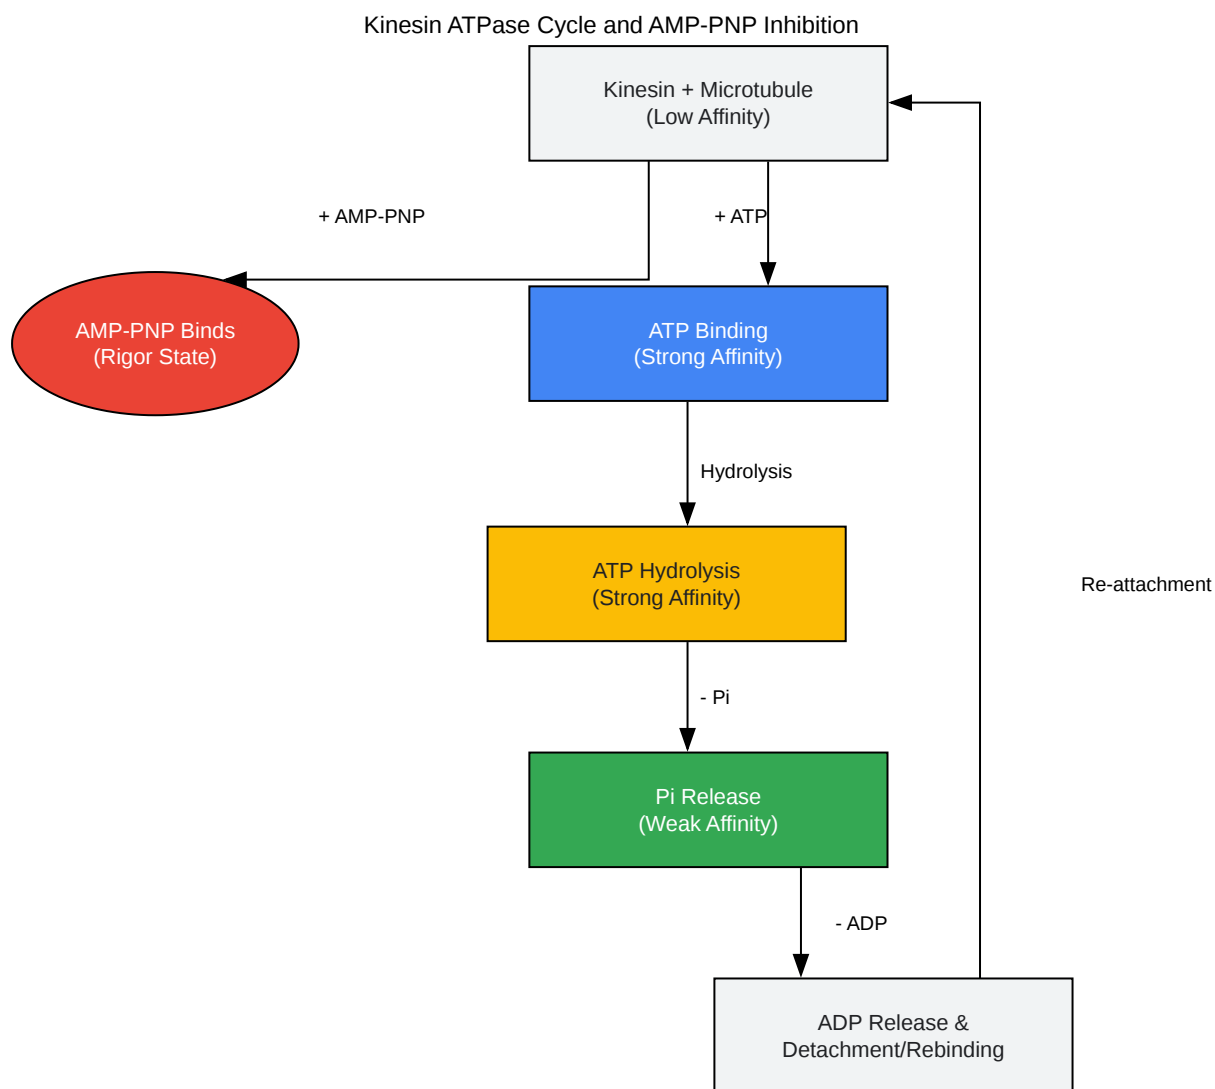 Kinesin ATPase Cycle and AMP-PNP Inhibition
Kinesin + Microtubule
(Low Affinity)
+ AMP-PNP
+ ATP
AMP-PNP Binds
(Rigor State)
ATP Binding
(Strong Affinity)
Hydrolysis
ATP Hydrolysis
(Strong Affinity)
Re-attachment
- Pi
Pi Release
(Weak Affinity)
- ADP
ADP Release &
Detachment/Rebinding